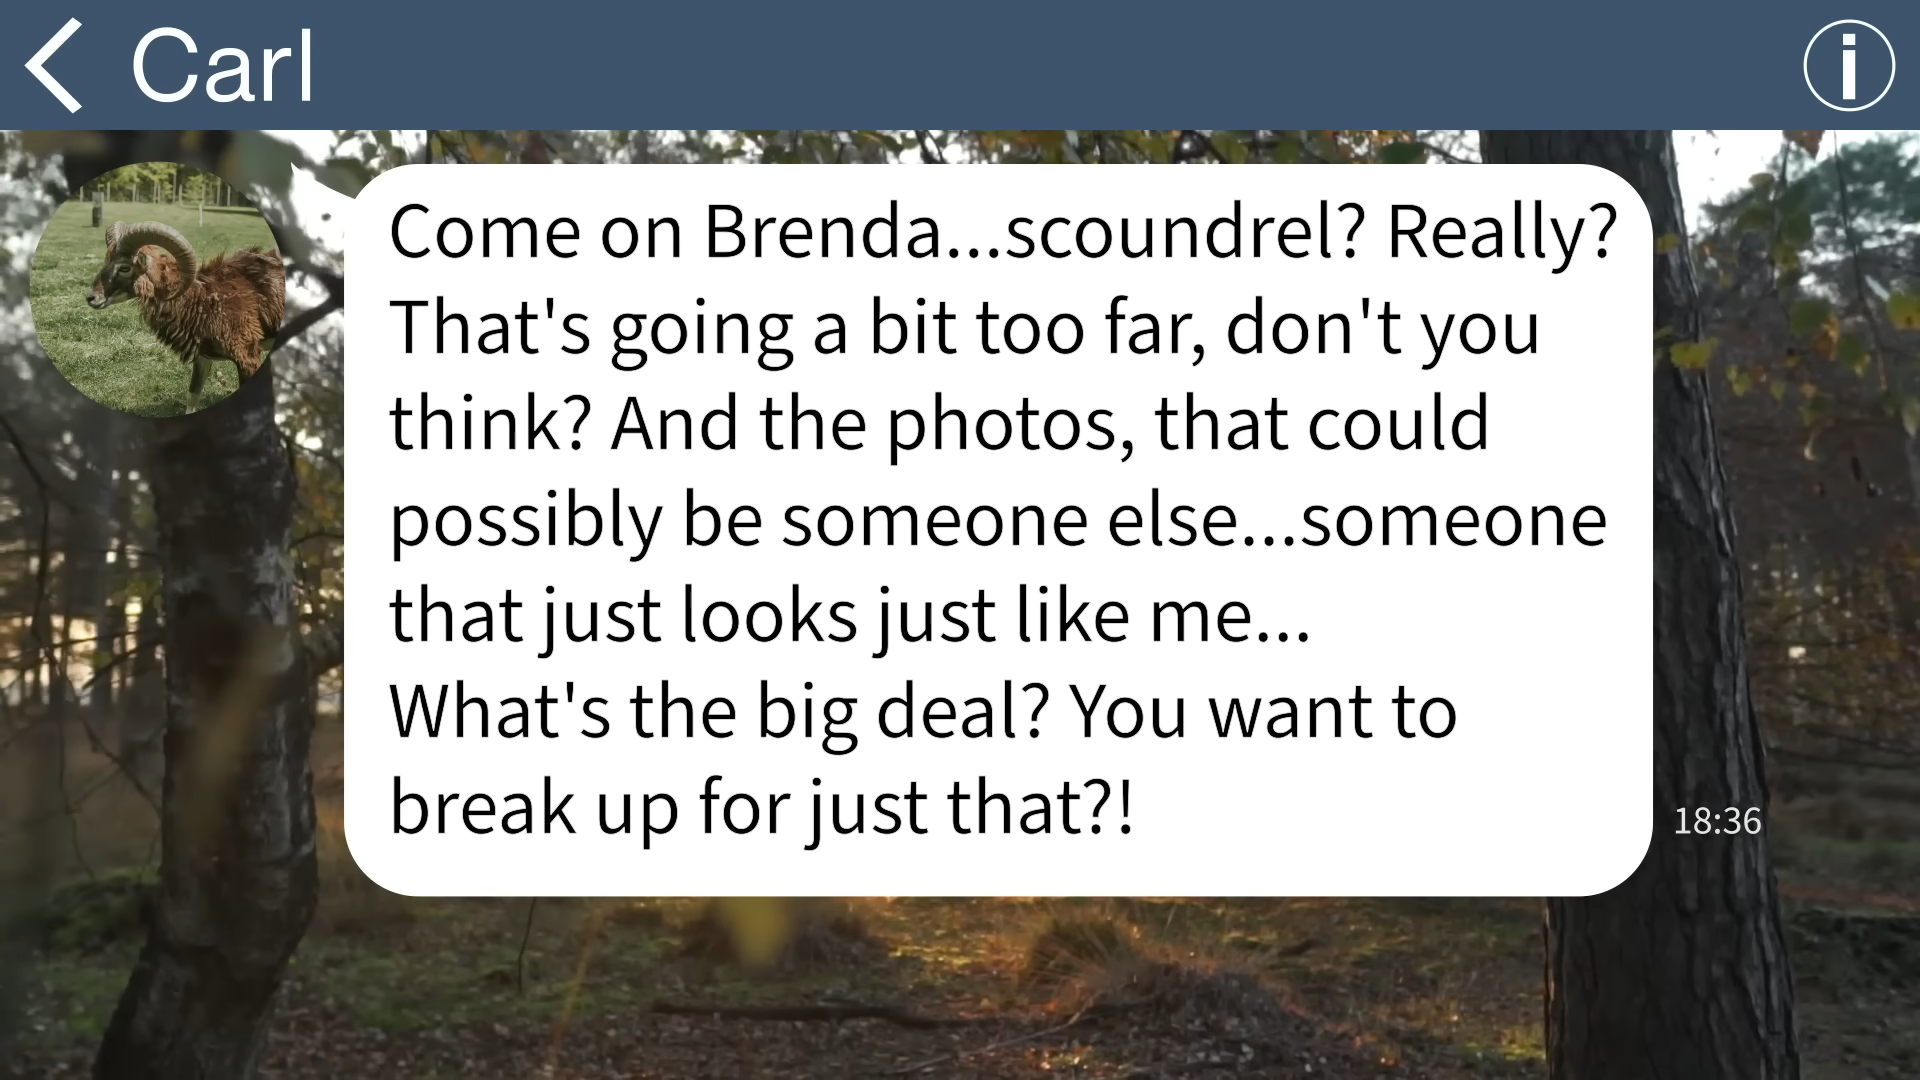 Carl
Come on Brenda...scoundrel? Really?
That's going a bit too far, don't you
think? And the photos, that could
possibly be someone else...someone
that just looks just like me...
What's the big deal? You want to
break up for just that?!
18:36